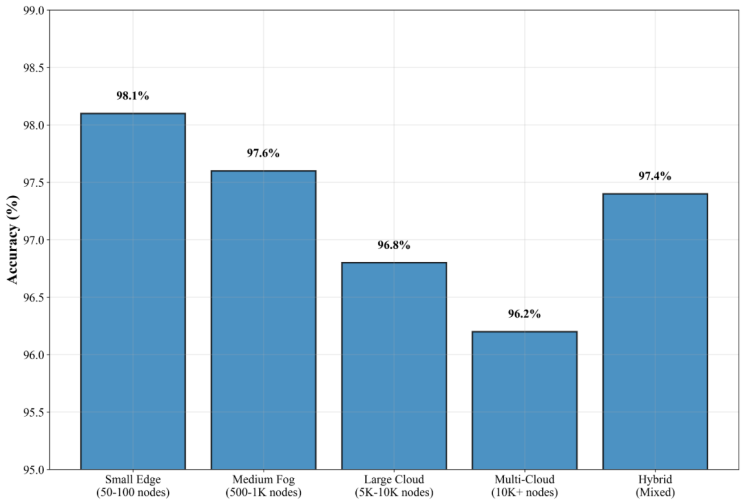 99.0
98.5
98.0
97.5
97.0
96.5
96.0
95.5
95.0
Accuracy (%)
98.1%
97.6%
96.8%
96.2%
97.4%
Small Edge
(50-100 nodes)
Medium Fog
(500-1K nodes)
Large Cloud
(5K-10K nodes)
Multi-Cloud
(10K+ nodes)
Hybrid
(Mixed)